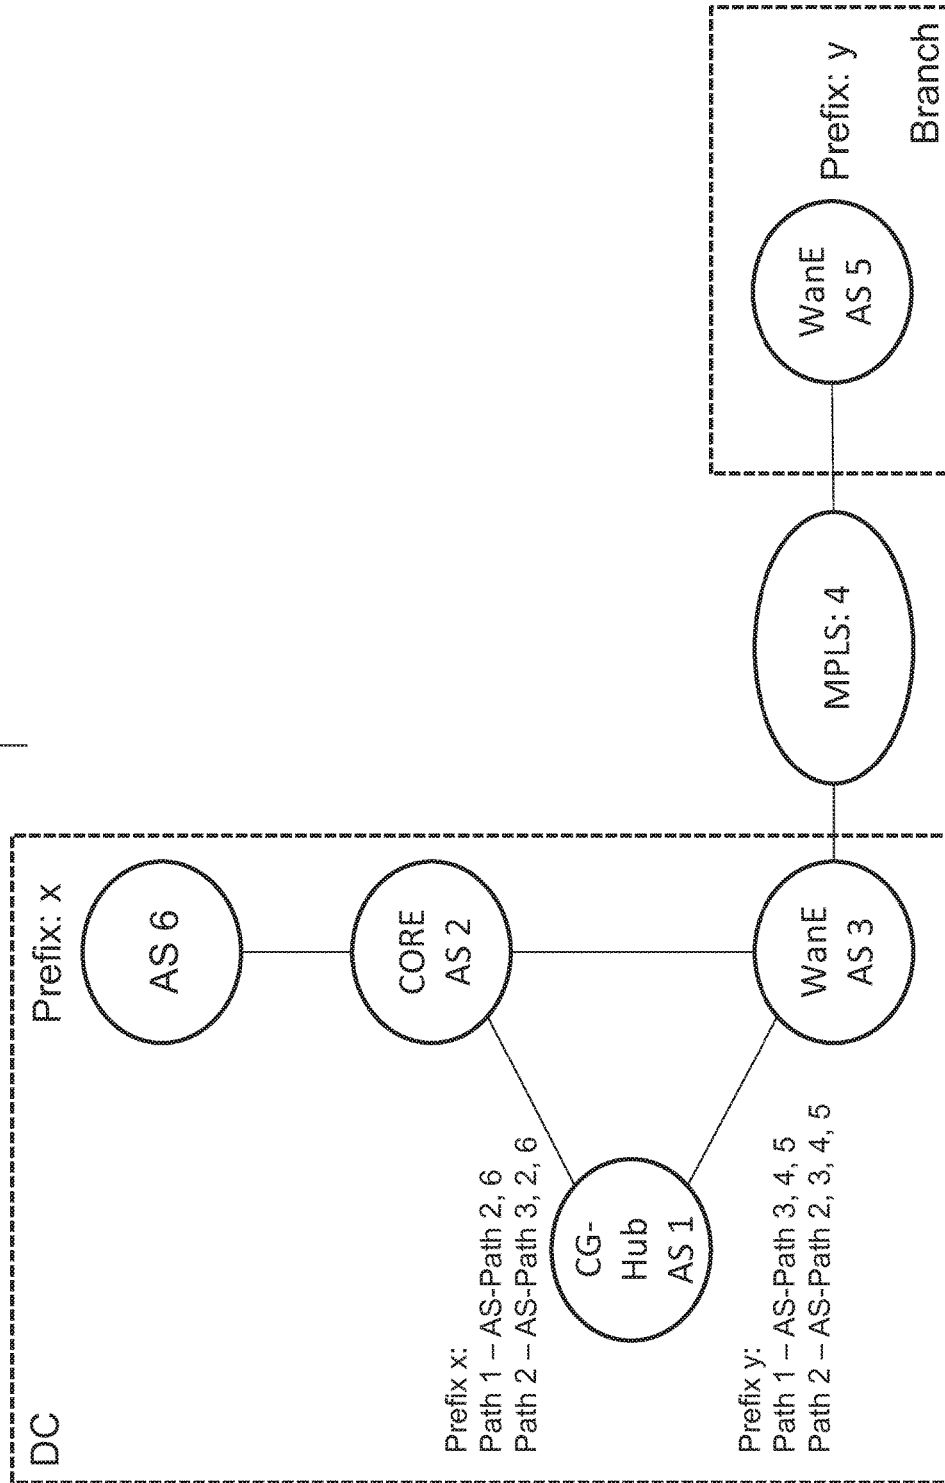 DC
Prefix: x
AS 6
CORE
AS 2
Prefix x:
Path 1 – AS-Path 2, 6
Path 2 – AS-Path 3, 2, 6
CG-
Hub
AS 1
Prefix y:
Path 1 – AS-Path 3, 4, 5
Path 2 – AS-Path 2, 3, 4, 5
WanE
AS 3
MPLS: 4
WanE
AS 5
Prefix: y
Branch